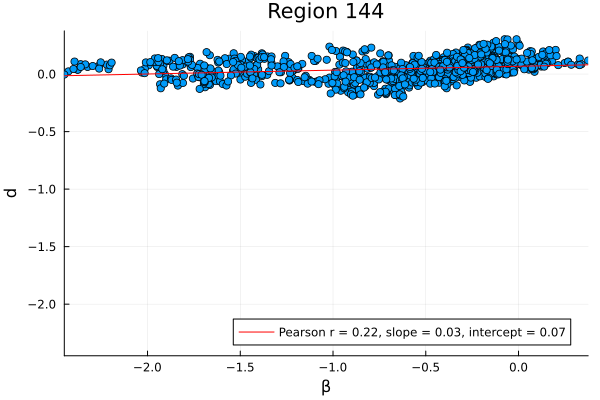 Region 144
d
0.0
−0.5
−1.0
−1.5
−2.0
Pearson r = 0.22, slope = 0.03, intercept = 0.07
−2.0 −1.5 −1.0 −0.5 0.0
β